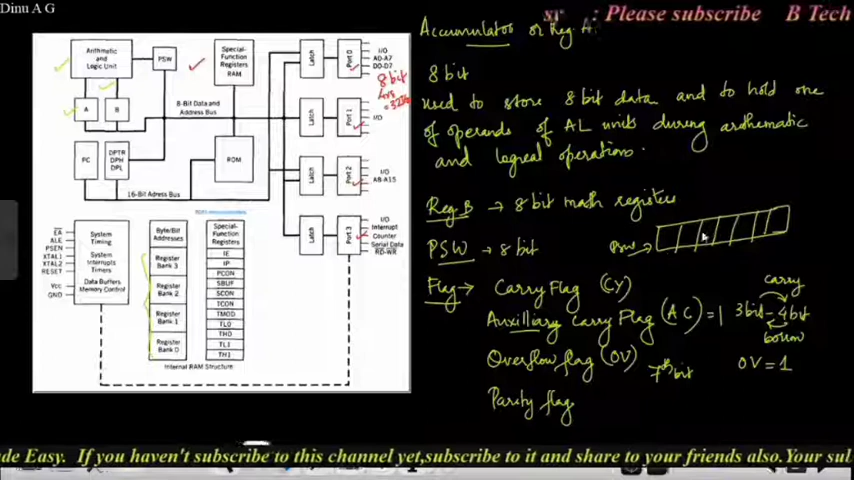 Dinu A G
: Please subscribe B Tech
Accumulator or Reg A
8 bit
used to store 8 bit data and to hold one
of operands of AL units during arthematic
and logical operations.
Reg B → 8 bit math registers
PSW → 8 bit
PSW →
Flag → Carry Flag (CY)
Auxilliary Carry Flag (AC) = 1
carry
3bit - 4bit
borrow
Overflow flag (OV)
7th bit
OV = 1
Parity flag
Arithmatic
and
Logic Unit
PSW
Special-
Function
Registers
RAM
Latch
Port 0
I/O
AD-A7
DO-D7
8 bit
A
B
8-Bit Data and
Address Bus
Latch
Port 1
I/O
PC
DPTR
DPH
DPL
ROM
Latch
Port 2
I/O
A8-A15
16-Bit Adress Bus
Latch
Port 3
I/O
Interrupt
Counter
Serial Data
RD-WR
EA
ALE
PSEN
XTAL1
XTAL2
RESET
Vcc
GND
System
Timing
System
Interrupts
Timers
Data Buffers
Memory Control
Byte/Bit
Addresses
Register
Bank 3
Register
Bank 2
Register
Bank 1
Register
Bank 0
Special-
Function
Registers
IE
IP
PCON
SBUF
SCON
TCON
TMOD
TL0
TH0
TL1
TH1
Internal RAM Structure
de Easy. If you haven't subscribe to this channel yet,subscribe to it and share to your friends also.Your sul